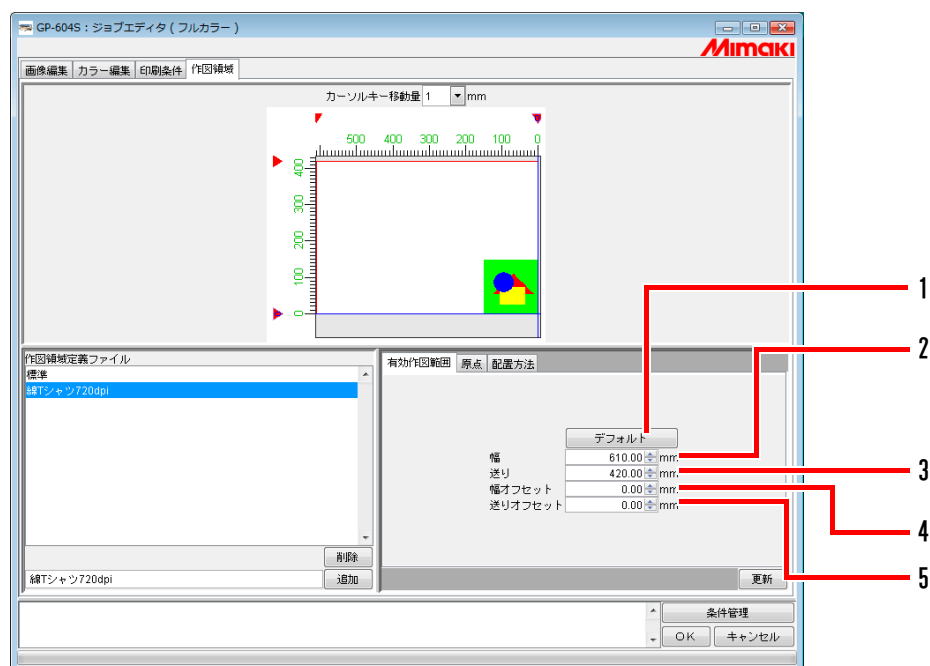 GP-604S：ジョブエディタ ( フルカラー )
Mimaki
画像編集 カラー編集 印刷条件 作図領域
カーソルキー移動量 1 mm
500 400 300 200 100 0
400
300
200
100
0
1
2
作図領域定義ファイル
標準
綿Tシャツ720dpi
有効作図範囲 原点 配置方法
デフォルト
幅 610.00 mm
送り 420.00 mm
3
幅オフセット 0.00 mm
送りオフセット 0.00 mm
4
削除
綿Tシャツ720dpi 追加
更新
5
条件管理
OK キャンセル